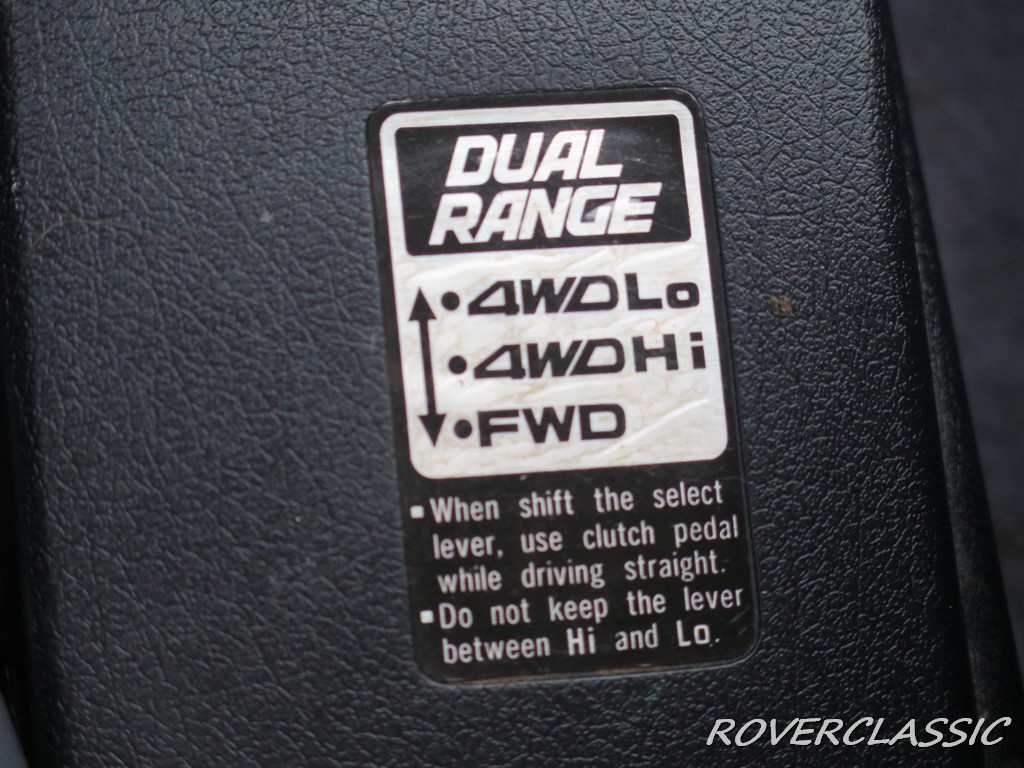 DUAL
RANGE
•4WD Lo
•4WD Hi
•FWD
▪When shift the select
lever, use clutch pedal
while driving straight.
▪Do not keep the lever
between Hi and Lo.
ROVERCLASSIC